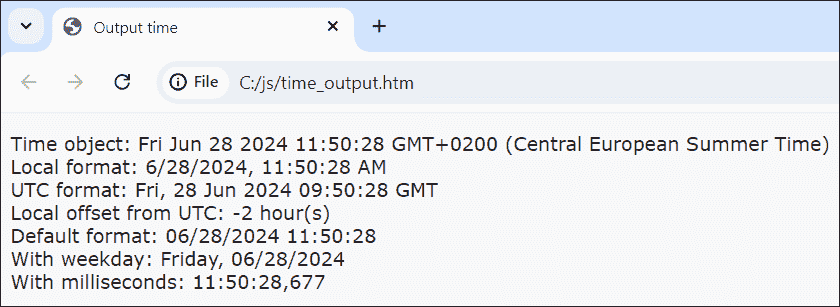 Output time
File C:/js/time_output.htm
Time object: Fri Jun 28 2024 11:50:28 GMT+0200 (Central European Summer Time)
Local format: 6/28/2024, 11:50:28 AM
UTC format: Fri, 28 Jun 2024 09:50:28 GMT
Local offset from UTC: -2 hour(s)
Default format: 06/28/2024 11:50:28
With weekday: Friday, 06/28/2024
With milliseconds: 11:50:28,677